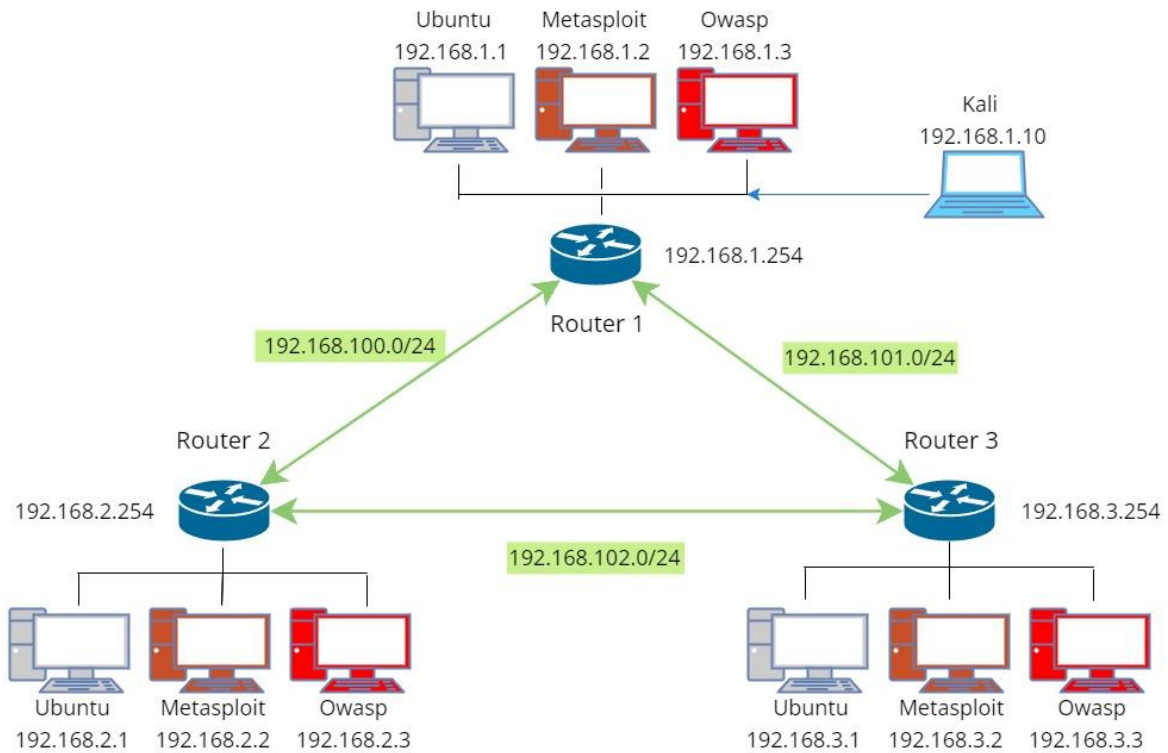 Ubuntu
192.168.1.1
Metasploit
192.168.1.2
Owasp
192.168.1.3
Kali
192.168.1.10
192.168.1.254
Router 1
192.168.100.0/24
192.168.101.0/24
Router 2
192.168.2.254
Router 3
192.168.3.254
192.168.102.0/24
Ubuntu
192.168.2.1
Metasploit
192.168.2.2
Owasp
192.168.2.3
Ubuntu
192.168.3.1
Metasploit
192.168.3.2
Owasp
192.168.3.3